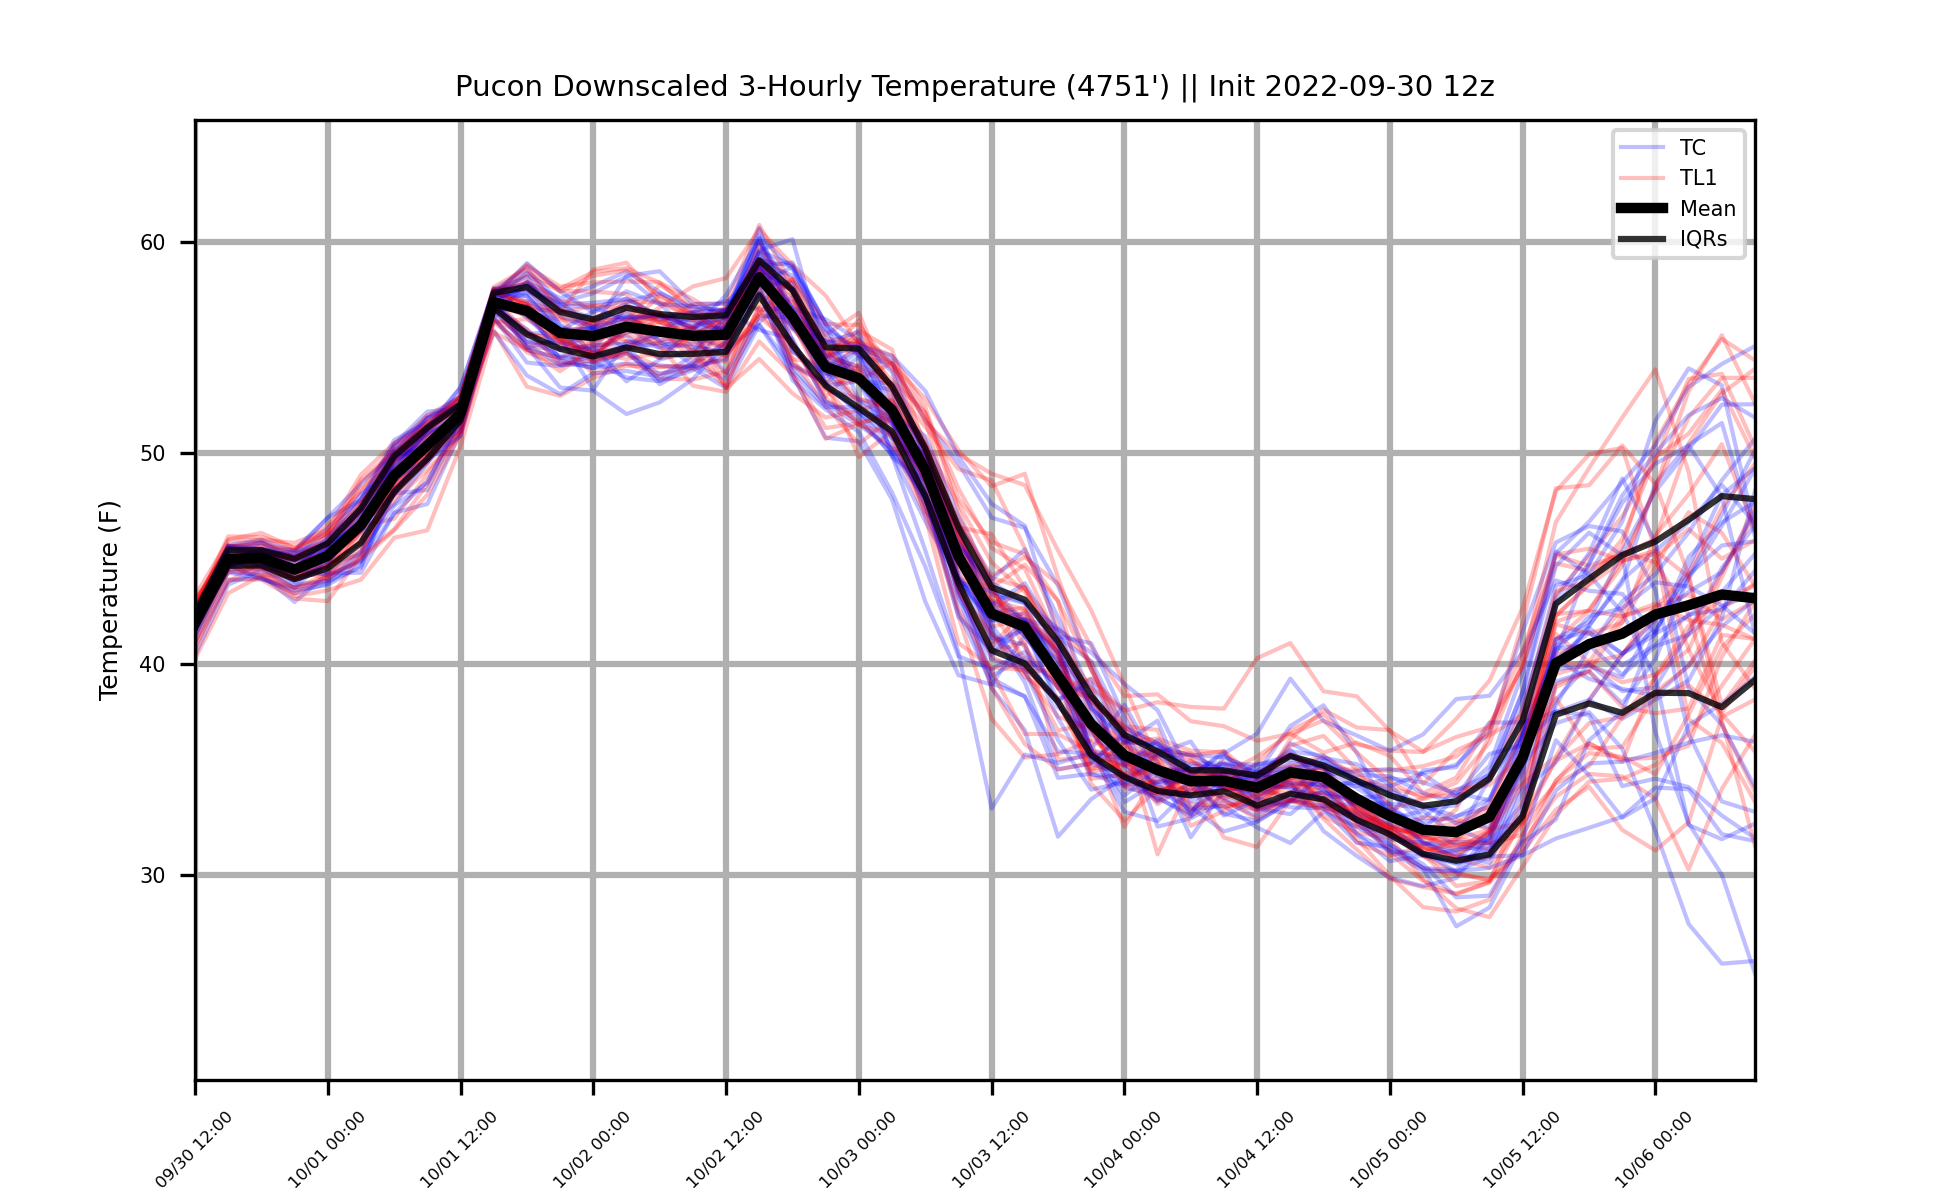 Pucon Downscaled 3-Hourly Temperature (4751') || Init 2022-09-30 12z
TC
TL1
Mean
IQRs
Temperature (F)
60
50
40
30
09/30 12:00
10/01 00:00
10/01 12:00
10/02 00:00
10/02 12:00
10/03 00:00
10/03 12:00
10/04 00:00
10/04 12:00
10/05 00:00
10/05 12:00
10/06 00:00